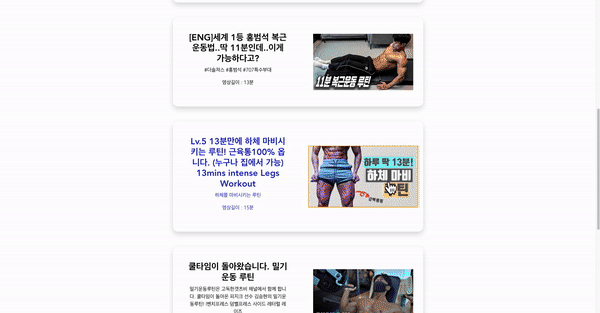 [ENG]세계 1등 홍범석 복근
운동법..딱 11분인데..이게
가능하다고?
#더솔져스 #홍범석 #707특수부대
영상길이 : 13분
11분 복근운동 루틴
Lv.5 13분만에 하체 마비시
키는 루틴! 근육통100% 옵
니다. (누구나 집에서 가능)
13mins intense Legs
Workout
하체를 마비시키는 루틴
영상길이 : 15분
하루 딱 13분!
하체 마비
루틴
쿨타임이 돌아왔습니다. 밀기
운동 루틴
밀기운동루틴은 고독한갯츠비 채널에서 함께 합니
다. 쿨타임이 돌아온 피지크 선수 김승현의 밀기운
동루틴! !벤치프레스 덤벨프레스 사이드 레터럴 레
이즈